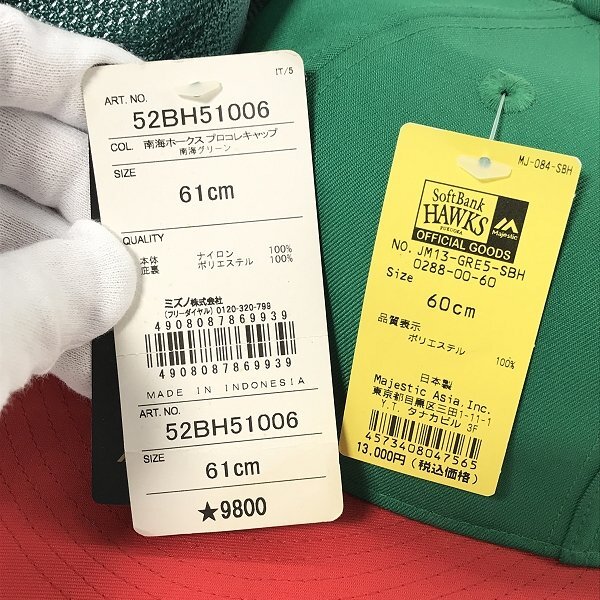 IT/5
ART. NO.
52BH51006
COL. 南海ホークス プロコレキャップ
南海グリーン
SIZE
61cm
QUALITY
本体 ナイロン 100%
庇裏 ポリエステル 100%
ミズノ株式会社
(フリーダイヤル) 0120-320-799
4908087869939
4908087869939
MADE IN INDONESIA
ART. NO.
52BH51006
SIZE
61cm
★9800
MJ-084-SBH
SoftBank
HAWKS
FUKUOKA
Majestic
OFFICIAL GOODS
NO. JM13-GRE5-SBH
0288-00-60
Size
60cm
品質表示
ポリエステル 100%
日本製
Majestic Asia.Inc.
東京都目黒区三田1-11-1
Y.T. タナカビル 3F
4573408047565
13,000円(税込価格)